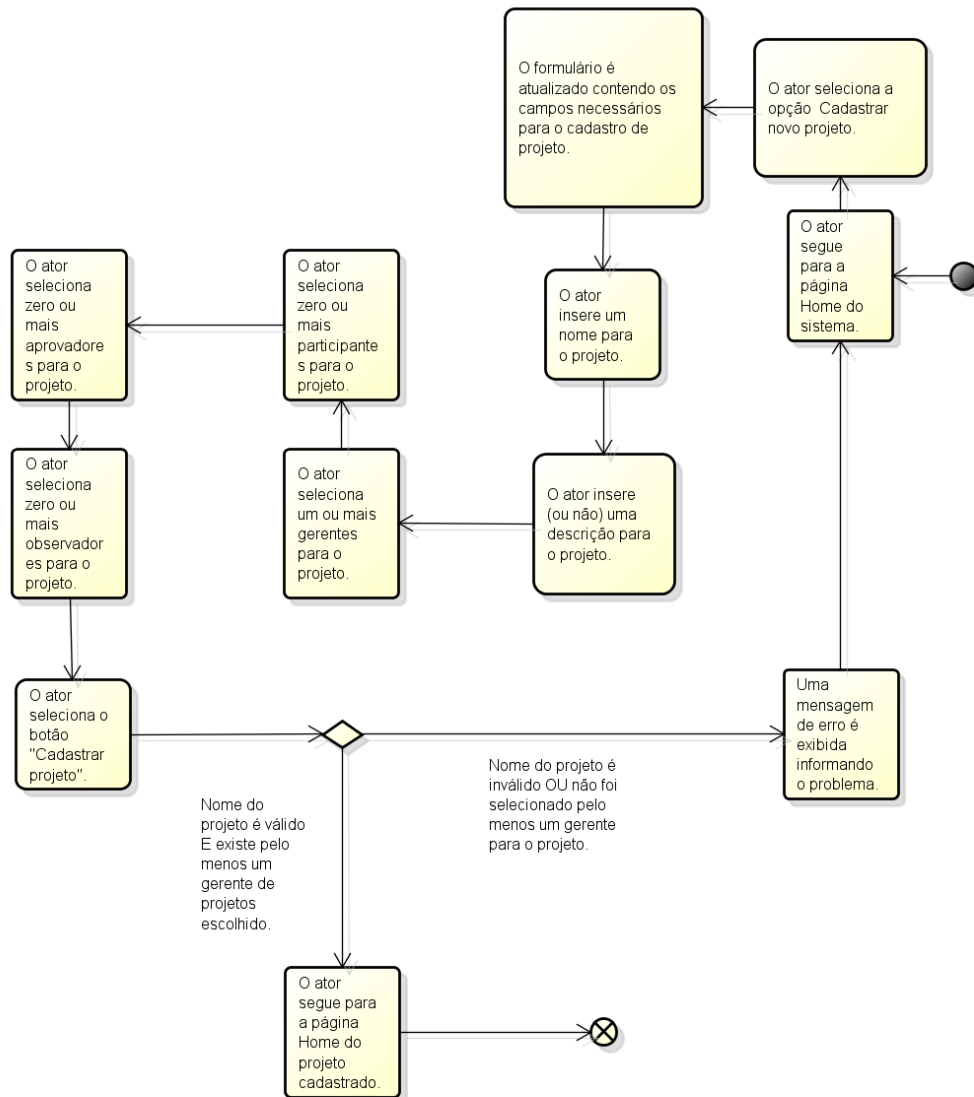 O formulário é
atualizado contendo os
campos necessários
para o cadastro de
projeto.
O ator seleciona a
opção Cadastrar
novo projeto.
O ator
segue
para a
página
Home do
sistema.
O ator
seleciona
zero ou
mais
aprovadore
s para o
projeto.
O ator
seleciona
zero ou
mais
participante
s para o
projeto.
O ator
insere um
nome para
o projeto.
O ator
seleciona
zero ou
mais
observador
es para o
projeto.
O ator
seleciona
um ou mais
gerentes
para o
projeto.
O ator insere
(ou não) uma
descrição para
o projeto.
O ator
seleciona o
botão
"Cadastrar
projeto".
Uma
mensagem
de erro é
exibida
informando
o problema.
Nome do
projeto é válido
E existe pelo
menos um
gerente de
projetos
escolhido.
Nome do projeto é
inválido OU não foi
selecionado pelo
menos um gerente
para o projeto.
O ator
segue para
a página
Home do
projeto
cadastrado.